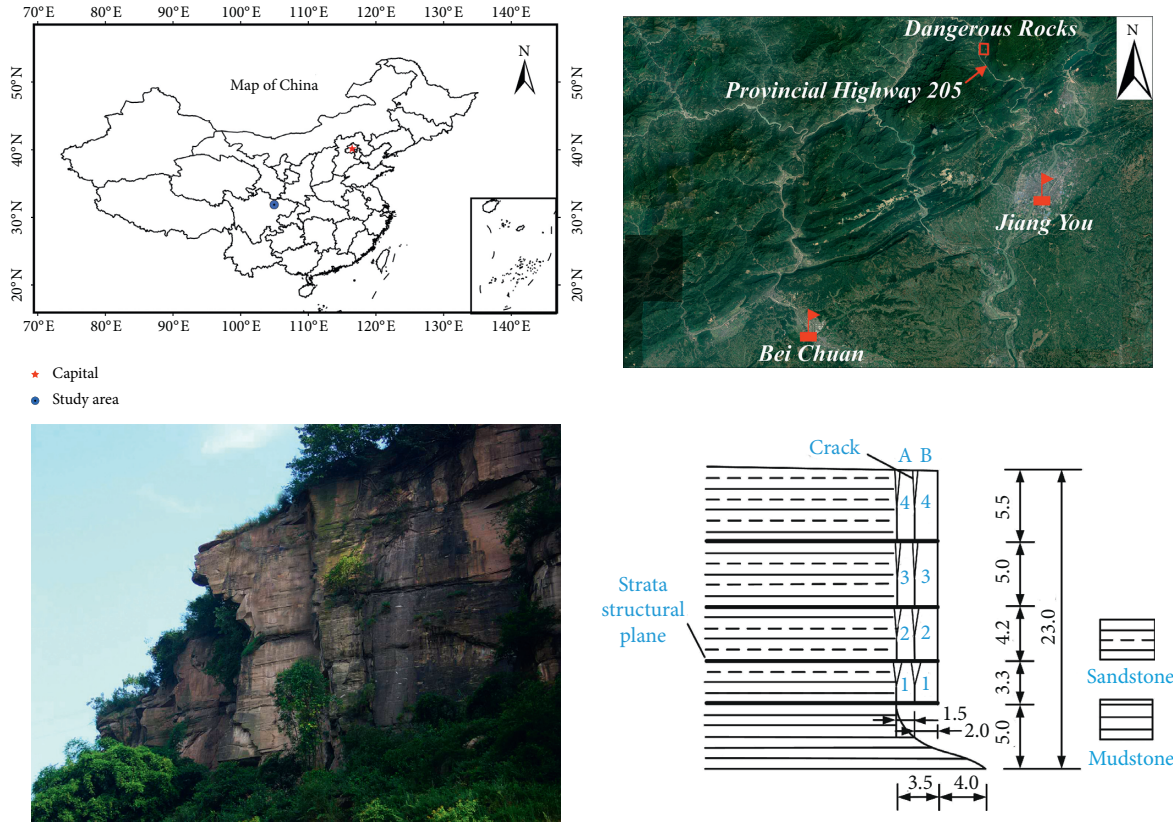 Map of China
N
50°N
40°N
30°N
20°N
50°N
40°N
30°N
20°N
70°E
80°E
90°E
100°E
110°E
120°E
130°E
140°E
70°E
80°E
90°E
100°E
110°E
120°E
130°E
140°E
Capital
Study area
Dangerous Rocks
N
Provincial Highway 205
Jiang You
Bei Chuan
Crack
A
B
4
4
3
3
2
2
1
1
Strata
structural
plane
5.5
5.0
4.2
3.3
5.0
23.0
1.5
2.0
3.5
4.0
Sandstone
Mudstone